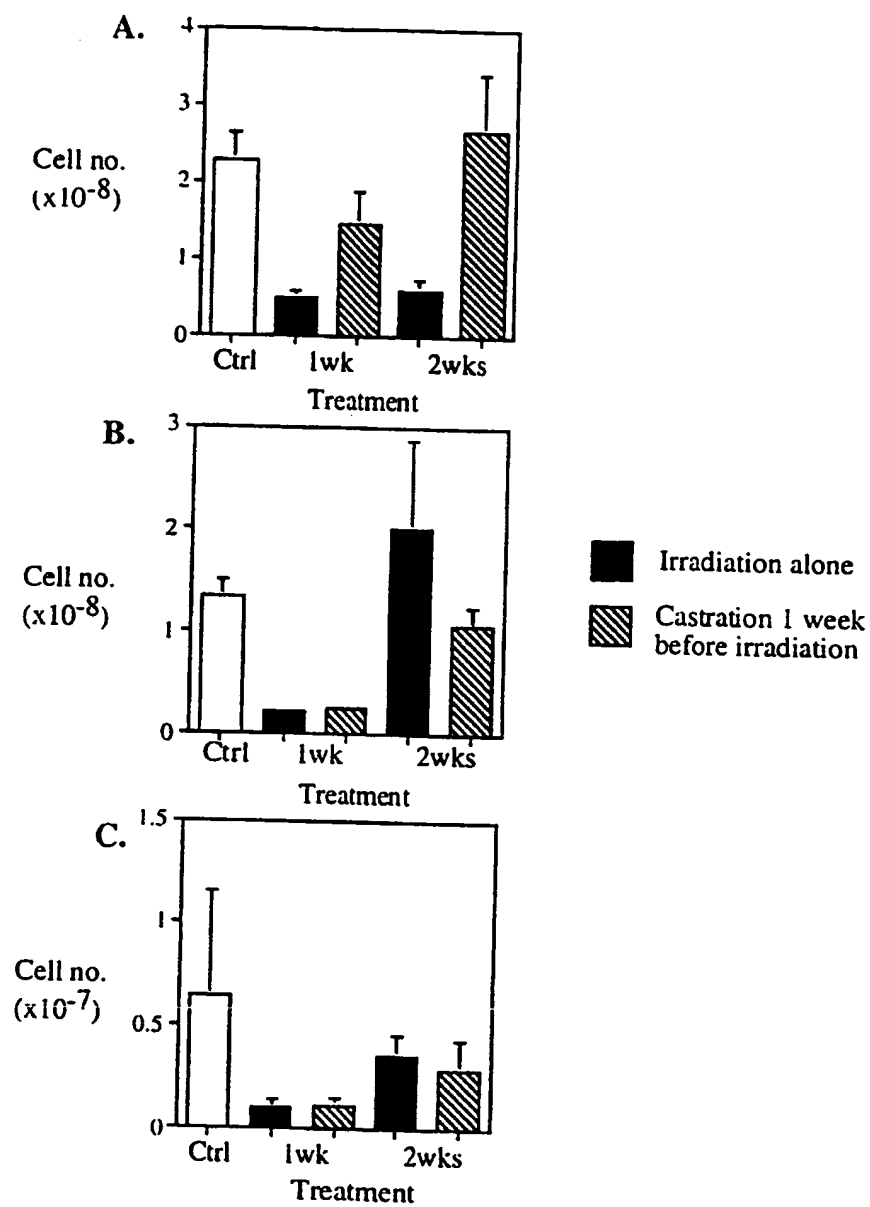 A.
4
3
2
1
0
Cell no.
(x10-8)
Ctrl 1wk 2wks
Treatment
B.
3
2
1
0
Cell no.
(x10-8)
Ctrl 1wk 2wks
Treatment
Irradiation alone
Castration 1 week
before irradiation
C.
1.5
1
0.5
0
Cell no.
(x10-7)
Ctrl 1wk 2wks
Treatment